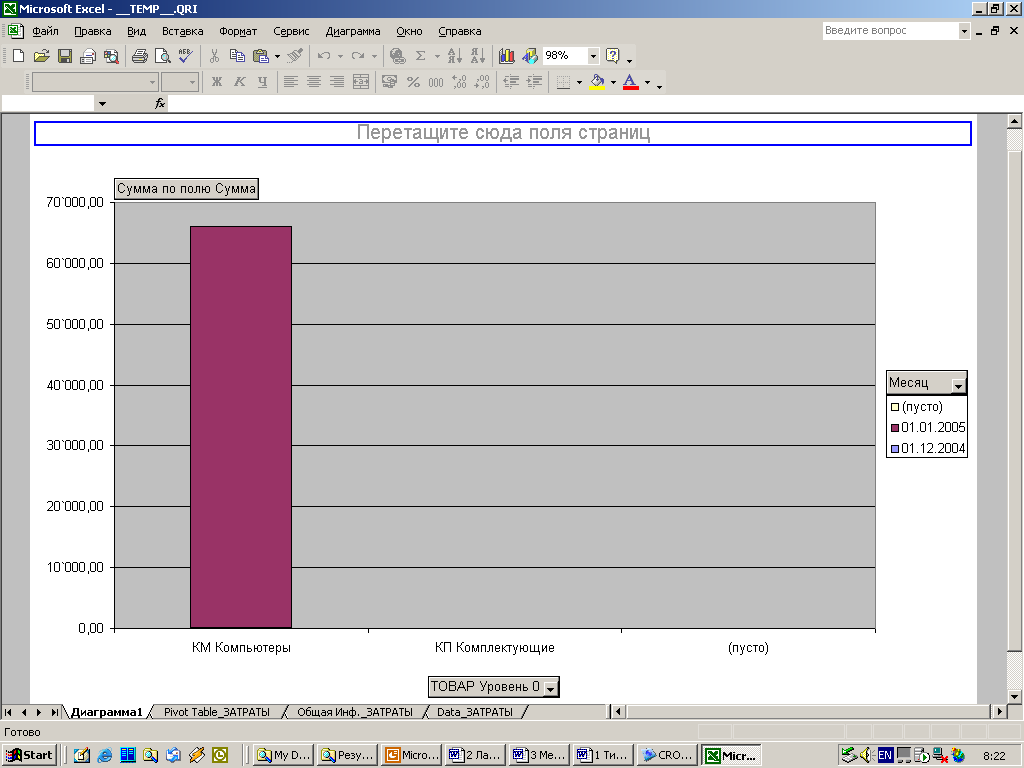 Microsoft Excel - __TEMP__.QRI
Файл Правка Вид Вставка Формат Сервис Диаграмма Окно Справка
Введите вопрос
98%
Ж К Ч
% 000
fx
Перетащите сюда поля страниц
Сумма по полю Сумма
70`000,00
60`000,00
50`000,00
40`000,00
30`000,00
20`000,00
10`000,00
0,00
Месяц
(пусто)
01.01.2005
01.12.2004
КМ Компьютеры КП Комплектующие (пусто)
ТОВАР Уровень 0
Диаграмма1 Pivot Table_ЗАТРАТЫ Общая Инф._ЗАТРАТЫ Data_ЗАТРАТЫ
Готово
Start My D... Резу... Micro... 2 Ла... 3 Ме... 1 Ти... CRO... Micr... EN 8:22